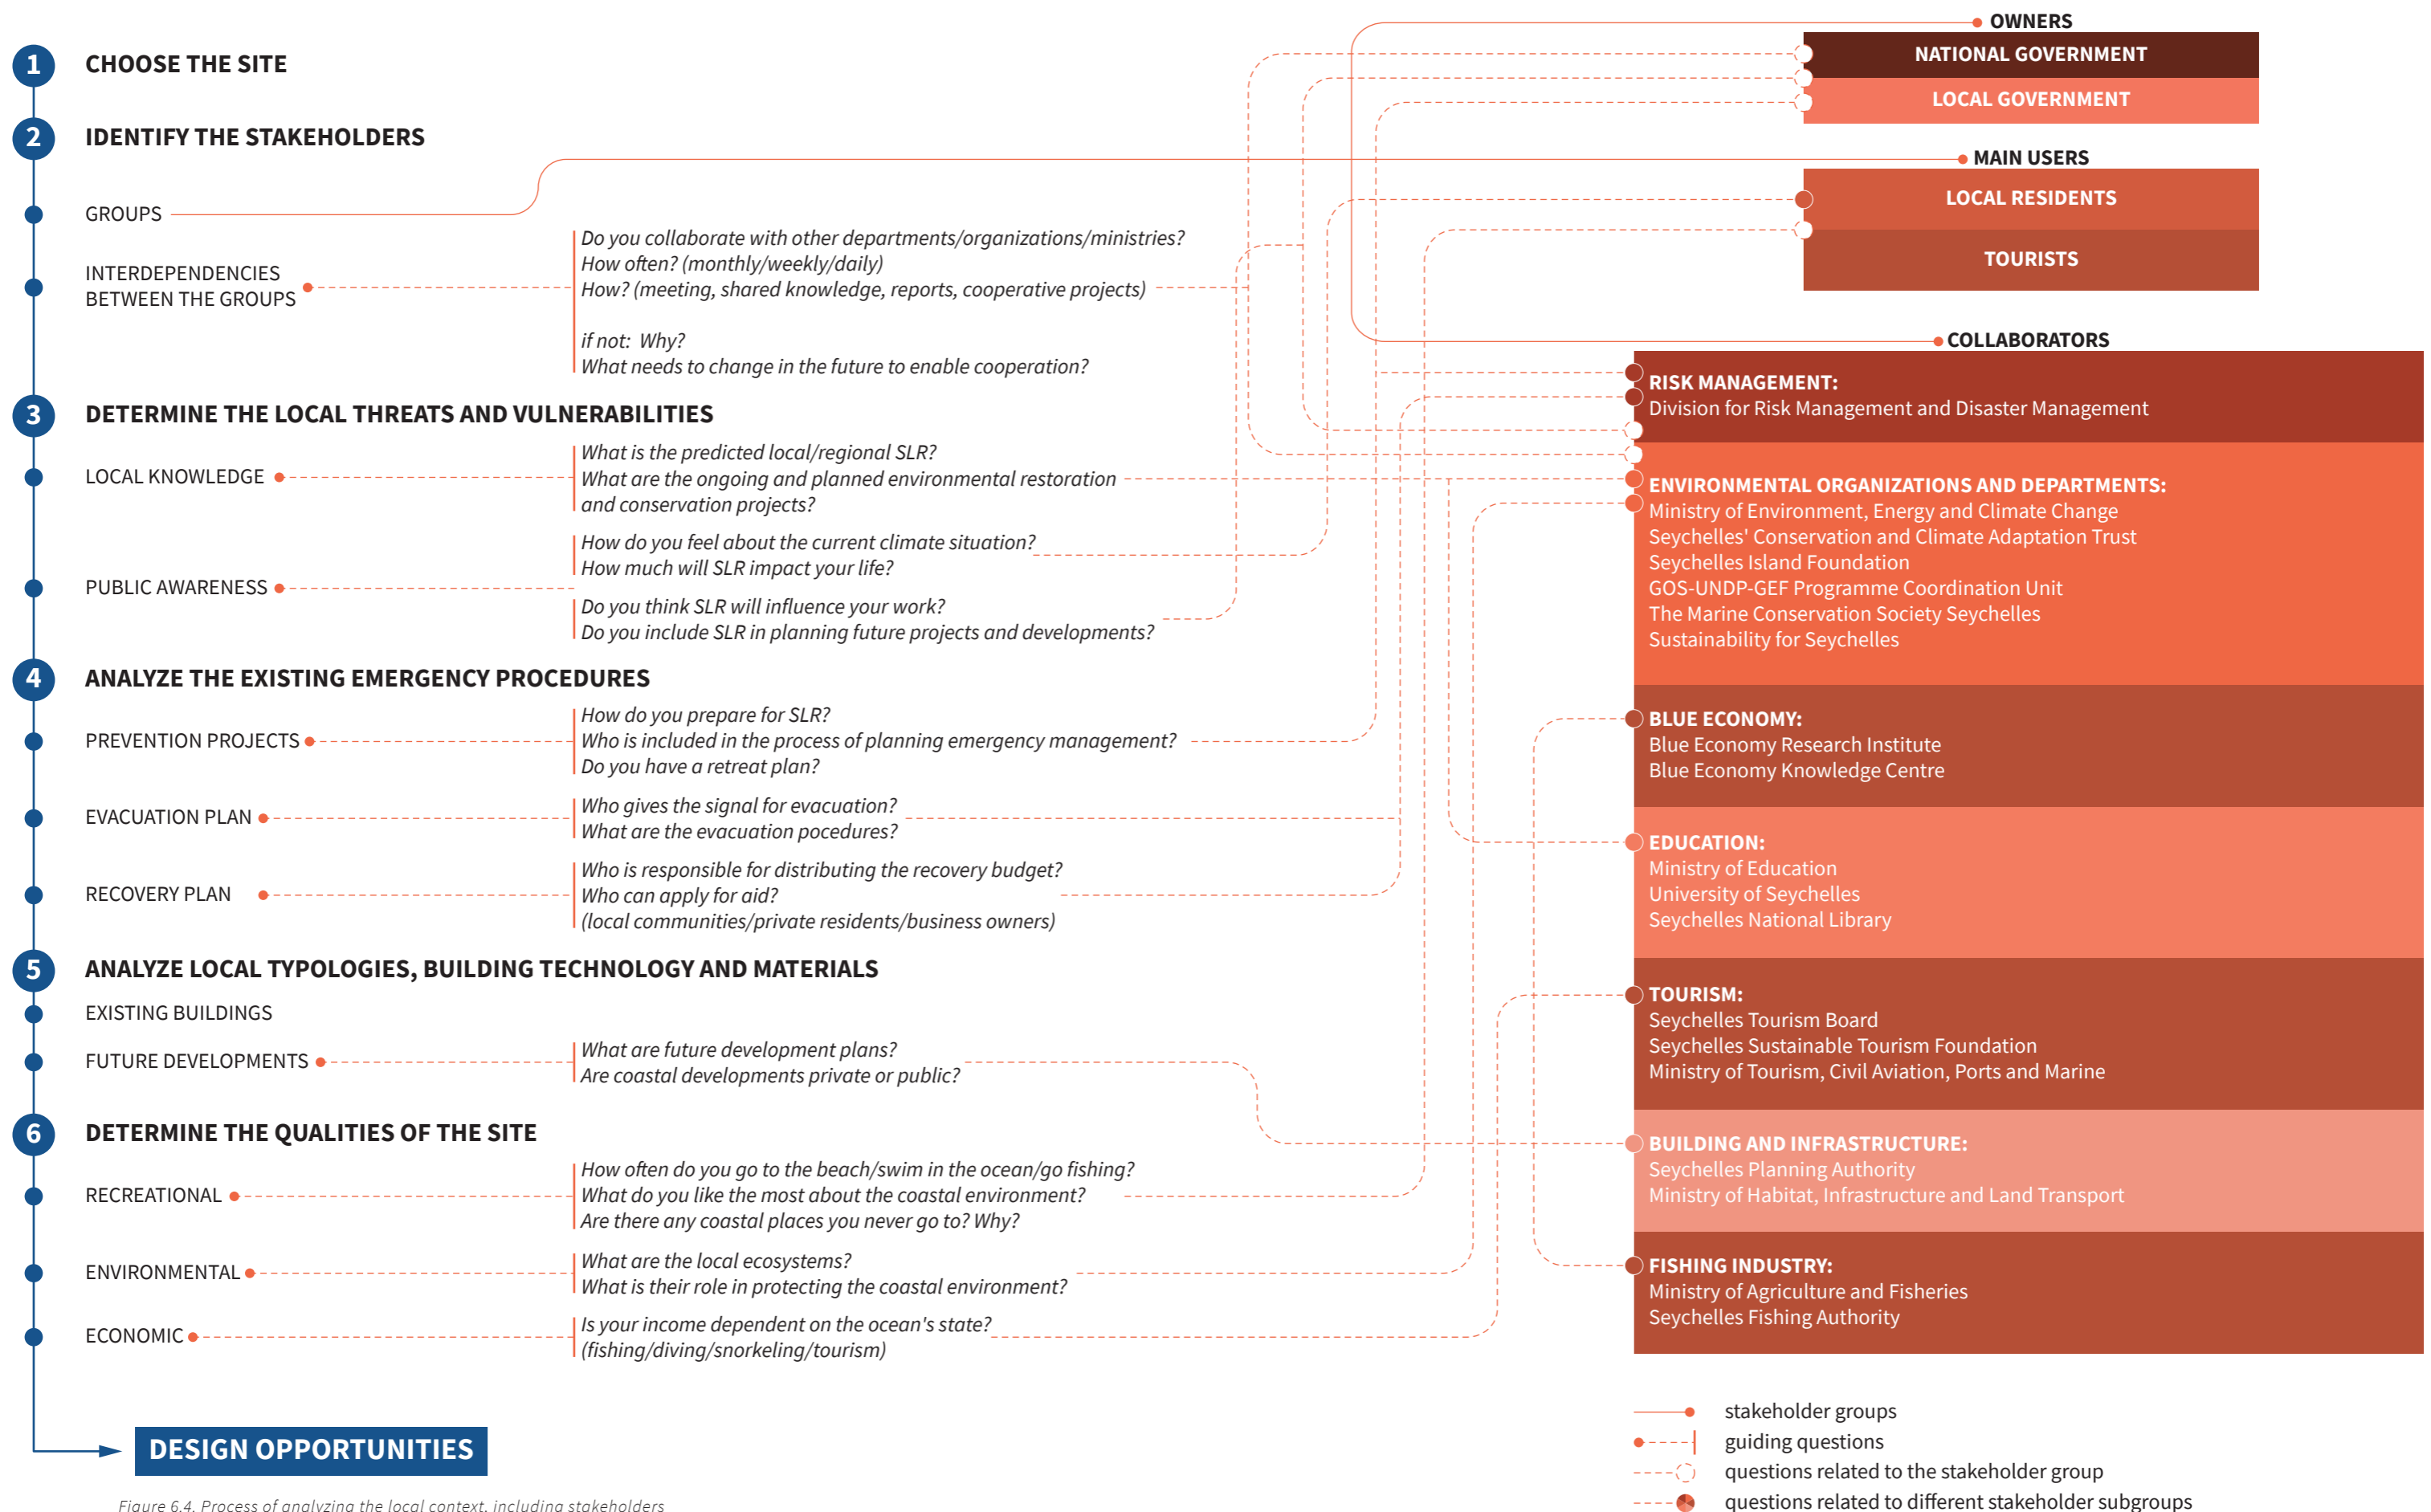 1
CHOOSE THE SITE
2
IDENTIFY THE STAKEHOLDERS
GROUPS
INTERDEPENDENCIES
BETWEEN THE GROUPS
Do you collaborate with other departments/organizations/ministries?
How often? (monthly/weekly/daily)
How? (meeting, shared knowledge, reports, cooperative projects)
if not: Why?
What needs to change in the future to enable cooperation?
3
DETERMINE THE LOCAL THREATS AND VULNERABILITIES
LOCAL KNOWLEDGE
What is the predicted local/regional SLR?
What are the ongoing and planned environmental restoration
and conservation projects?
PUBLIC AWARENESS
How do you feel about the current climate situation?
How much will SLR impact your life?
Do you think SLR will influence your work?
Do you include SLR in planning future projects and developments?
4
ANALYZE THE EXISTING EMERGENCY PROCEDURES
PREVENTION PROJECTS
How do you prepare for SLR?
Who is included in the process of planning emergency management?
Do you have a retreat plan?
EVACUATION PLAN
Who gives the signal for evacuation?
What are the evacuation pocedures?
RECOVERY PLAN
Who is responsible for distributing the recovery budget?
Who can apply for aid?
(local communities/private residents/business owners)
5
ANALYZE LOCAL TYPOLOGIES, BUILDING TECHNOLOGY AND MATERIALS
EXISTING BUILDINGS
FUTURE DEVELOPMENTS
What are future development plans?
Are coastal developments private or public?
6
DETERMINE THE QUALITIES OF THE SITE
RECREATIONAL
How often do you go to the beach/swim in the ocean/go fishing?
What do you like the most about the coastal environment?
Are there any coastal places you never go to? Why?
ENVIRONMENTAL
What are the local ecosystems?
What is their role in protecting the coastal environment?
ECONOMIC
Is your income dependent on the ocean's state?
(fishing/diving/snorkeling/tourism)
DESIGN OPPORTUNITIES
Figure 6.4. Process of analyzing the local context, including stakeholders
OWNERS
NATIONAL GOVERNMENT
LOCAL GOVERNMENT
MAIN USERS
LOCAL RESIDENTS
TOURISTS
COLLABORATORS
RISK MANAGEMENT:
Division for Risk Management and Disaster Management
ENVIRONMENTAL ORGANIZATIONS AND DEPARTMENTS:
Ministry of Environment, Energy and Climate Change
Seychelles' Conservation and Climate Adaptation Trust
Seychelles Island Foundation
GOS-UNDP-GEF Programme Coordination Unit
The Marine Conservation Society Seychelles
Sustainability for Seychelles
BLUE ECONOMY:
Blue Economy Research Institute
Blue Economy Knowledge Centre
EDUCATION:
Ministry of Education
University of Seychelles
Seychelles National Library
TOURISM:
Seychelles Tourism Board
Seychelles Sustainable Tourism Foundation
Ministry of Tourism, Civil Aviation, Ports and Marine
BUILDING AND INFRASTRUCTURE:
Seychelles Planning Authority
Ministry of Habitat, Infrastructure and Land Transport
FISHING INDUSTRY:
Ministry of Agriculture and Fisheries
Seychelles Fishing Authority
stakeholder groups
guiding questions
questions related to the stakeholder group
questions related to different stakeholder subgroups